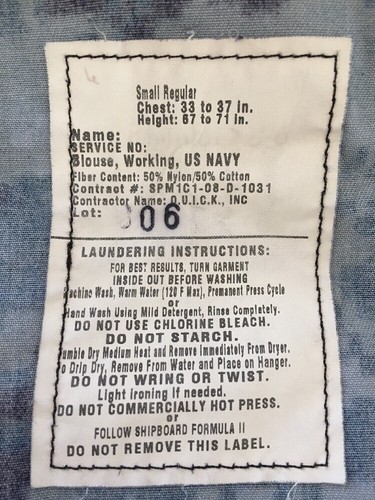 Small Regular
Chest: 33 to 37 In.
Height: 67 to 71 In.
Name:
SERVICE NO:
Blouse, Working, US NAVY
Fiber Content: 50% Nylon/50% Cotton
Contract #: SPM1C1-08-D-1031
Contractor Name: D.U.I.C.K., INC
Lot: 06
LAUNDERING INSTRUCTIONS:
FOR BEST RESULTS, TURN GARMENT
INSIDE OUT BEFORE WASHING
achine Wash, Warm Water (120 F Max), Premanent Press Cycle
or
Hand Wash Using Mild Detergent, Rinse Completely.
DO NOT USE CHLORINE BLEACH.
DO NOT STARCH.
umble Dry Medium Heat and Remove Immediately From Dryer.
o Drip Dry, Remove From Water and Place on Hanger.
DO NOT WRING OR TWIST.
Light Ironing If needed.
DO NOT COMMERCIALLY HOT PRESS.
or
FOLLOW SHIPBOARD FORMULA II
DO NOT REMOVE THIS LABEL.